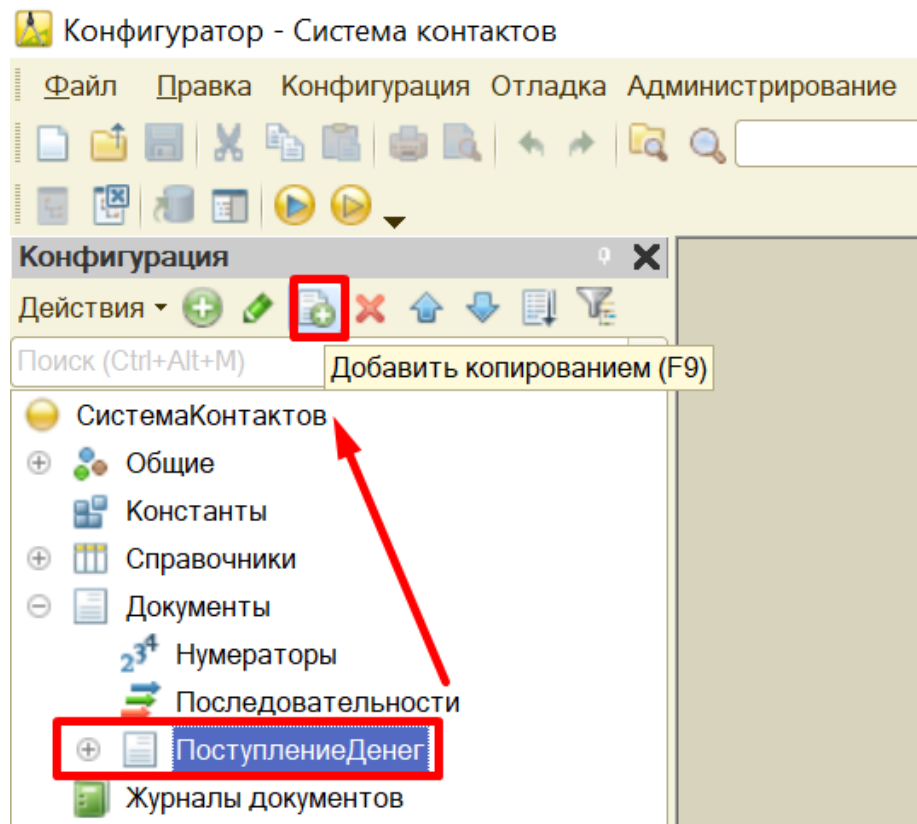 Конфигуратор - Система контактов
Файл Правка Конфигурация Отладка Администрирование
Конфигурация
Действия
Поиск (Ctrl+Alt+M)
Добавить копированием (F9)
СистемаКонтактов
Общие
Константы
Справочники
Документы
Нумераторы
Последовательности
ПоступлениеДенег
Журналы документов